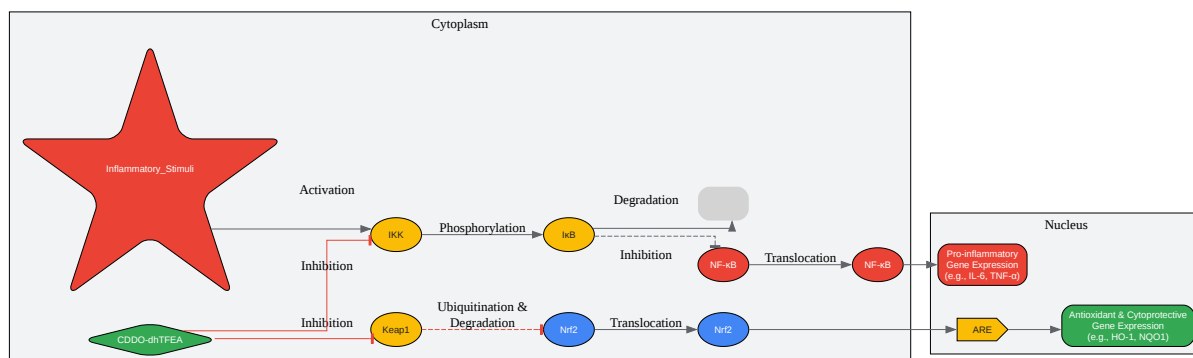 Cytoplasm
Inflammatory_Stimuli
Activation
Degradation
IKK
Phosphorylation
IκB
Inhibition
Inhibition
NF-κB
Translocation
NF-κB
Nucleus
Pro-inflammatory
Gene Expression
(e.g., IL-6, TNF-α)
CDDO-dhTFEA
Inhibition
Keap1
Ubiquitination &
Degradation
Nrf2
Translocation
Nrf2
ARE
Antioxidant & Cytoprotective
Gene Expression
(e.g., HO-1, NQO1)